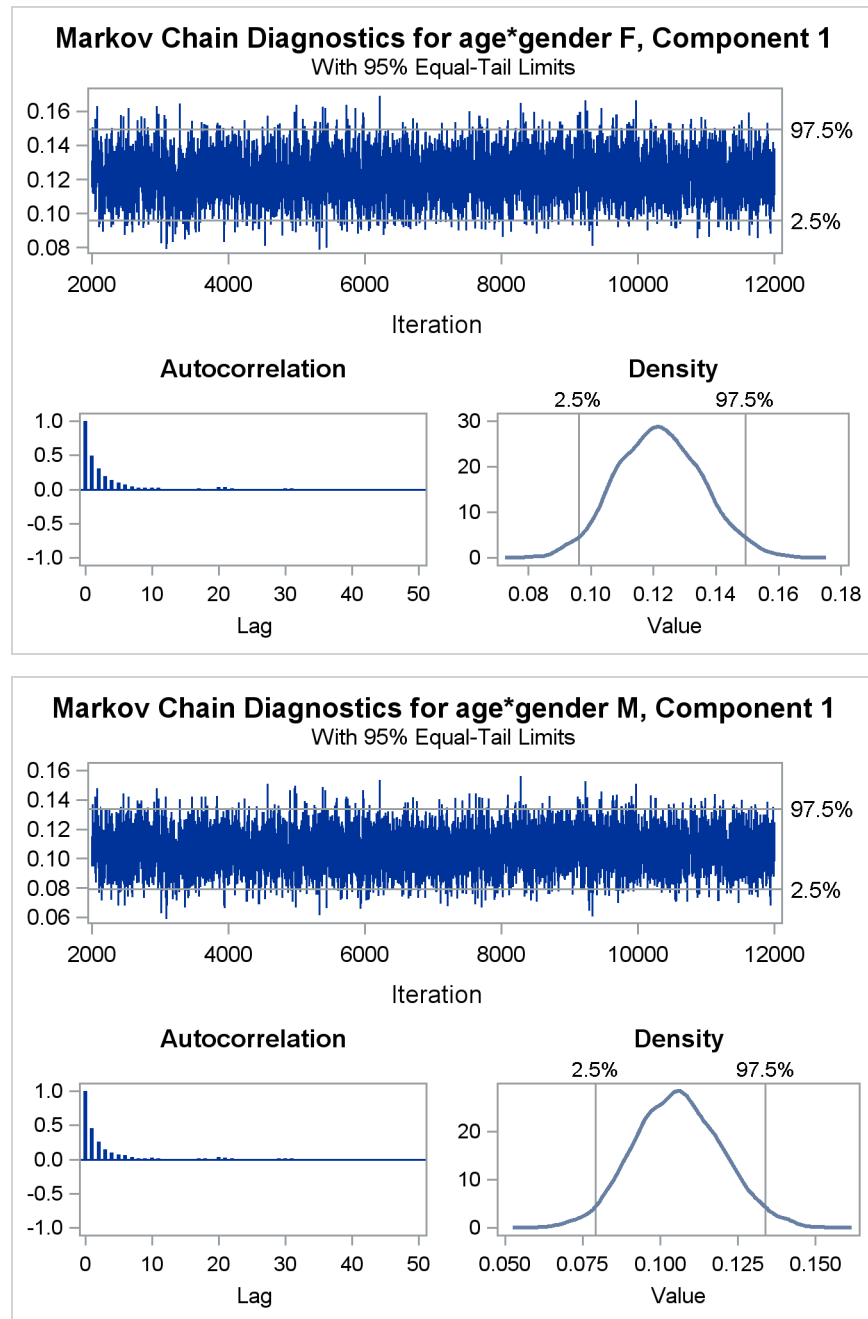 Markov Chain Diagnostics for age*gender F, Component 1
With 95% Equal-Tail Limits
0.16
0.14
0.12
0.10
0.08
97.5%
2.5%
2000 4000 6000 8000 10000 12000
Iteration
Autocorrelation
1.0
0.5
0.0
-0.5
-1.0
0 10 20 30 40 50
Lag
Density
2.5% 97.5%
30
20
10
0
0.08 0.10 0.12 0.14 0.16 0.18
Value
Markov Chain Diagnostics for age*gender M, Component 1
With 95% Equal-Tail Limits
0.16
0.14
0.12
0.10
0.08
0.06
97.5%
2.5%
2000 4000 6000 8000 10000 12000
Iteration
Autocorrelation
1.0
0.5
0.0
-0.5
-1.0
0 10 20 30 40 50
Lag
Density
2.5% 97.5%
20
10
0
0.050 0.075 0.100 0.125 0.150
Value